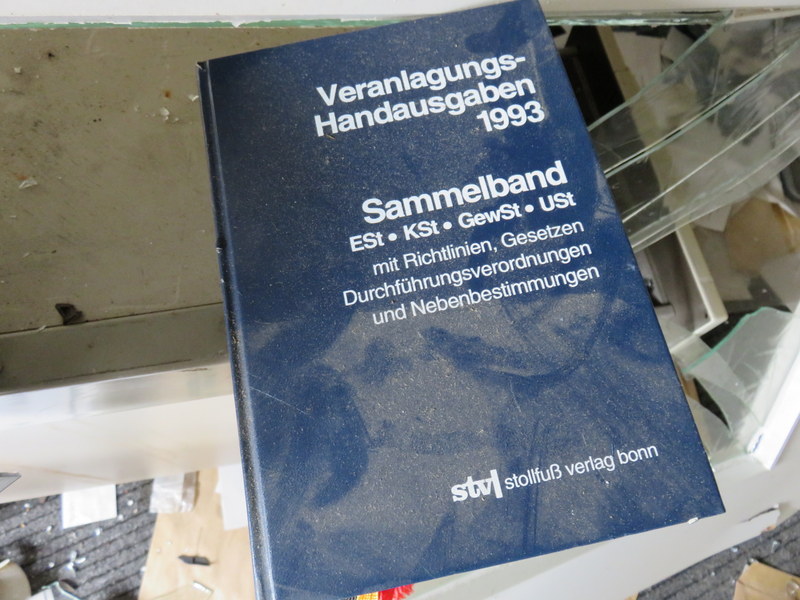 Veranlagungs-
Handausgaben
1993
Sammelband
ESt • KSt • GewSt • USt
mit Richtlinien, Gesetzen
Durchführungsverordnungen
und Nebenbestimmungen
stv stollfuß verlag bonn